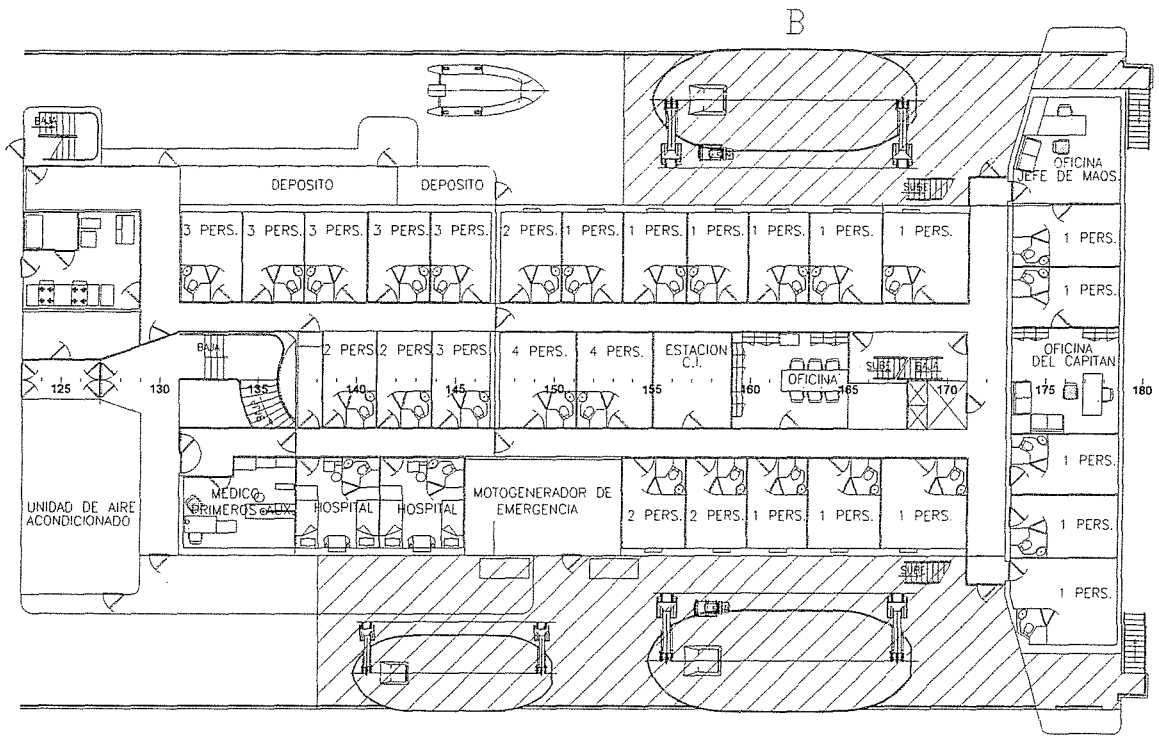 B
BAJA
OFICINA
JEFE DE MAOS.
DEPOSITO
DEPOSITO
SUBE
3 PERS.
3 PERS.
3 PERS.
3 PERS.
3 PERS.
2 PERS.
1 PERS.
1 PERS.
1 PERS.
1 PERS.
1 PERS.
1 PERS.
1 PERS.
1 PERS.
BAJA
2 PERS.
2 PERS.
3 PERS.
4 PERS.
4 PERS.
ESTACION
C.I.
OFICINA
SUBE
BAJA
OFICINA
DEL CAPITAN
125
130
135
140
145
150
155
160
165
170
175
180
SUBE
1 PERS.
UNIDAD DE AIRE
ACONDICIONADO
MEDICO
PRIMEROS AUX.
HOSPITAL
HOSPITAL
MOTOGENERADOR DE
EMERGENCIA
2 PERS.
2 PERS.
1 PERS.
1 PERS.
1 PERS.
1 PERS.
SUBE
1 PERS.